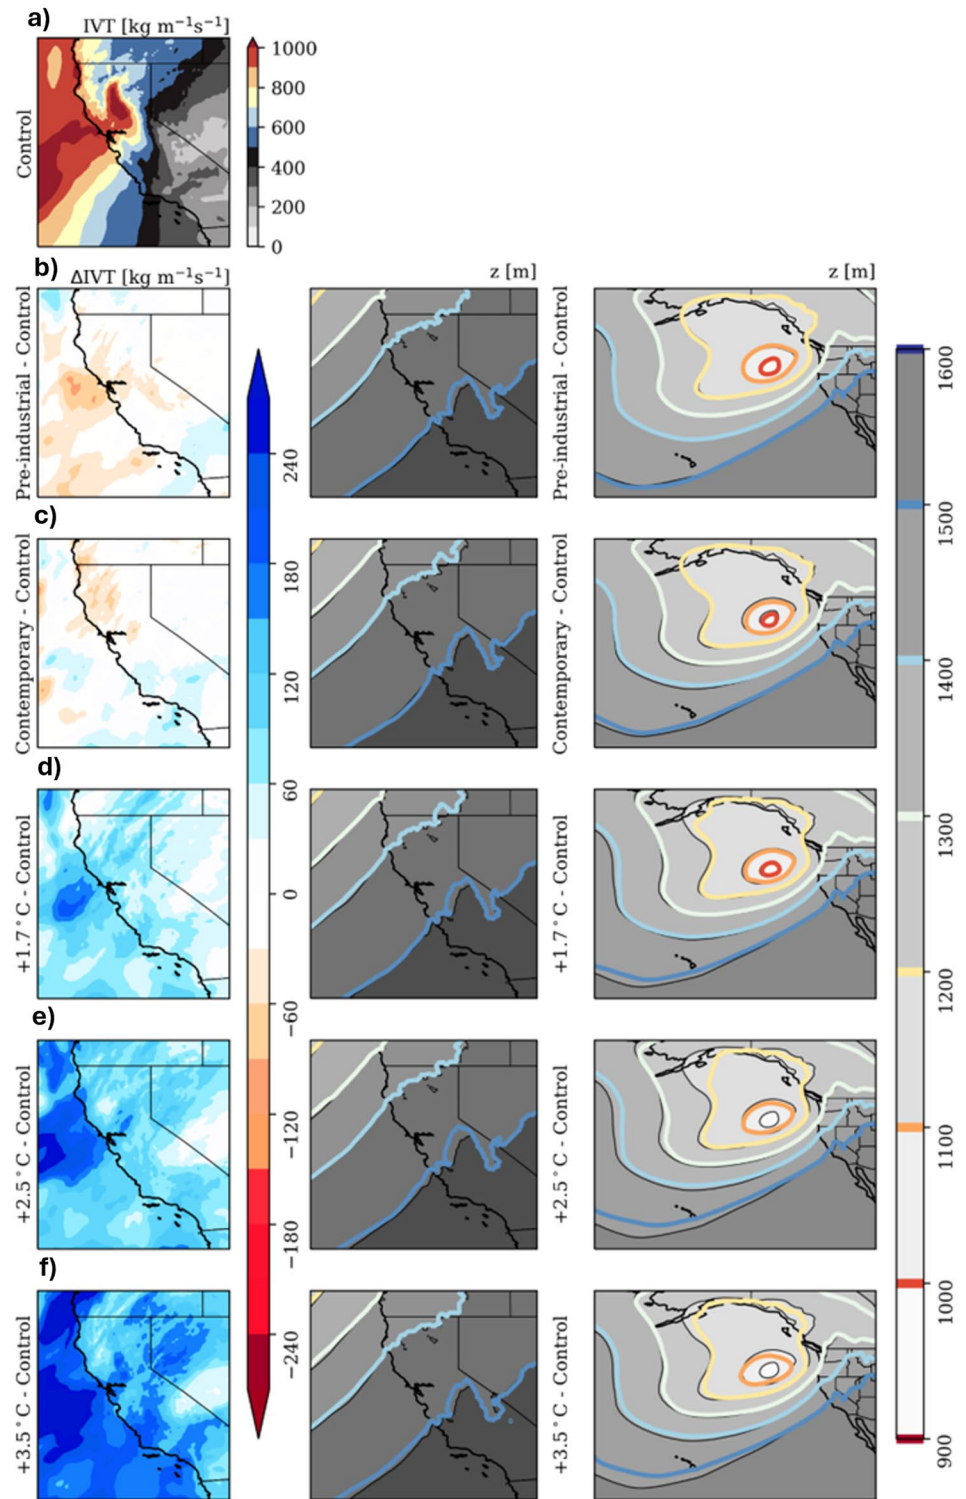 a)
IVT [kg m⁻¹s⁻¹]
Control
1000
800
600
400
200
0
b)
ΔIVT [kg m⁻¹s⁻¹]
z [m]
z [m]
Pre-industrial - Control
Pre-industrial - Control
c)
Contemporary - Control
Contemporary - Control
d)
+1.7°C - Control
+1.7°C - Control
e)
+2.5°C - Control
+2.5°C - Control
f)
+3.5°C - Control
+3.5°C - Control
240
180
120
60
0
−60
−120
−180
−240
1600
1500
1400
1300
1200
1100
1000
900